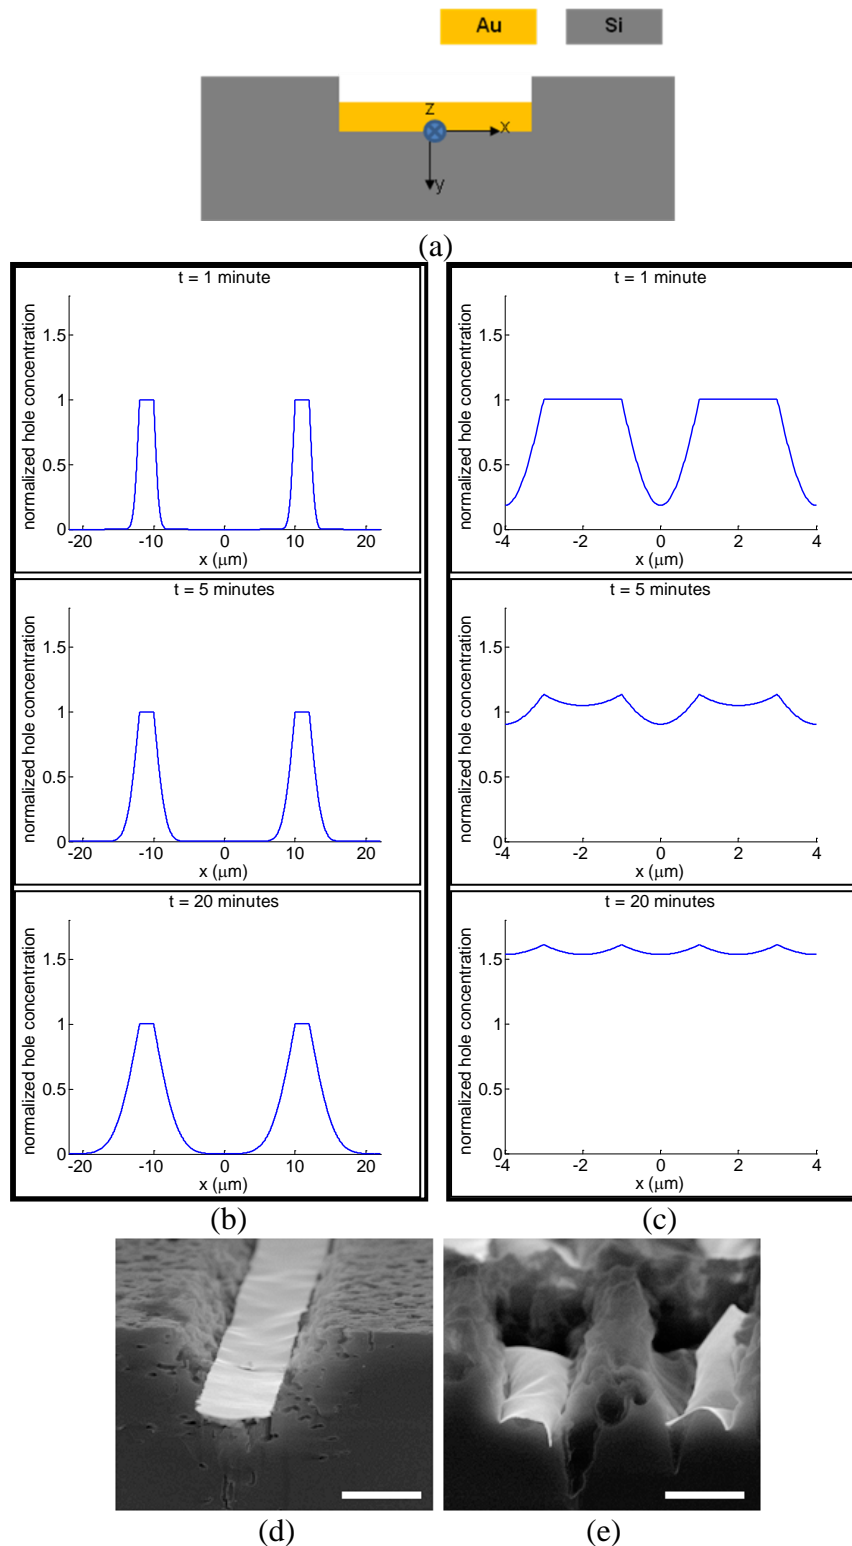 Au Si
z
x
y
(a)
t = 1 minute
normalized hole concentration
1.5
1
0.5
0
-20 -10 0 10 20
x (μm)
t = 5 minutes
normalized hole concentration
1.5
1
0.5
0
-20 -10 0 10 20
x (μm)
t = 20 minutes
normalized hole concentration
1.5
1
0.5
0
-20 -10 0 10 20
x (μm)
(b)
t = 1 minute
normalized hole concentration
1.5
1
0.5
0
-4 -2 0 2 4
x (μm)
t = 5 minutes
normalized hole concentration
1.5
1
0.5
0
-4 -2 0 2 4
x (μm)
t = 20 minutes
normalized hole concentration
1.5
1
0.5
0
-4 -2 0 2 4
x (μm)
(c)
(d)
(e)